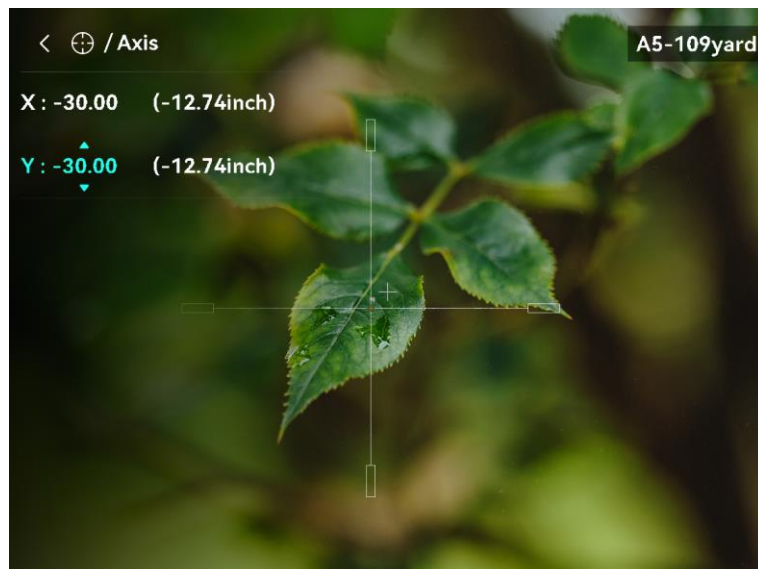 / Axis
A5-109yard
X : -30.00 (-12.74inch)
Y : -30.00 (-12.74inch)